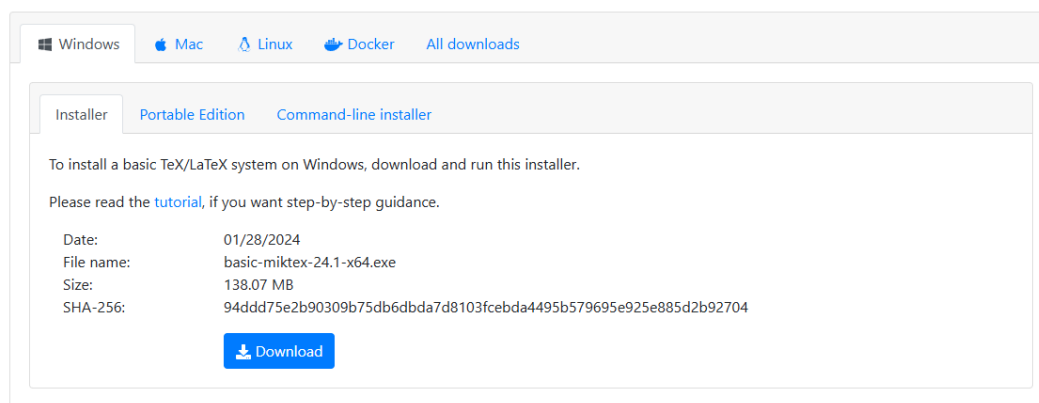 Windows Mac Linux Docker All downloads
Installer Portable Edition Command-line installer
To install a basic TeX/LaTeX system on Windows, download and run this installer.
Please read the tutorial, if you want step-by-step guidance.
Date: 01/28/2024
File name: basic-miktex-24.1-x64.exe
Size: 138.07 MB
SHA-256: 94ddd75e2b90309b75db6dbda7d8103fcebda4495b579695e925e885d2b92704
Download